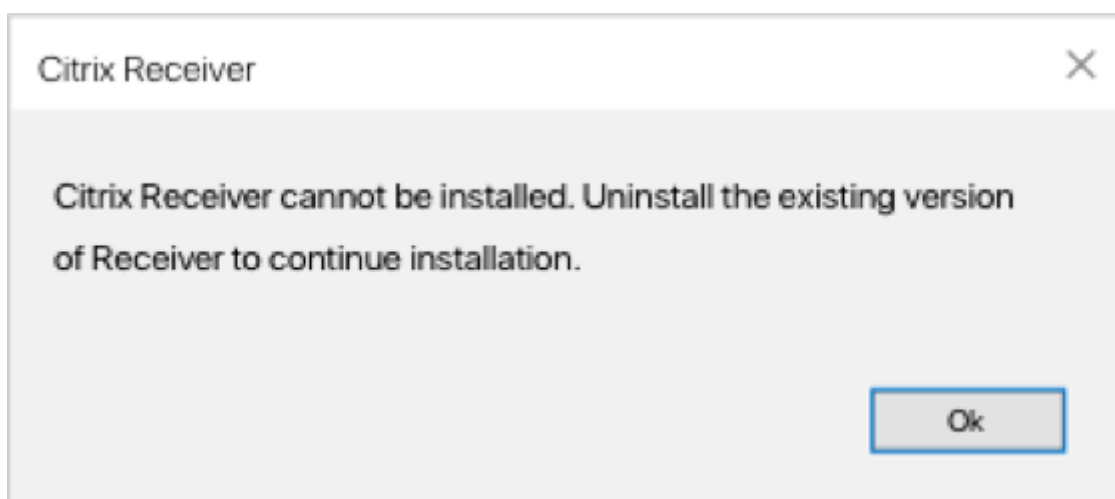 Citrix Receiver
Citrix Receiver cannot be installed. Uninstall the existing version
of Receiver to continue installation.
Ok